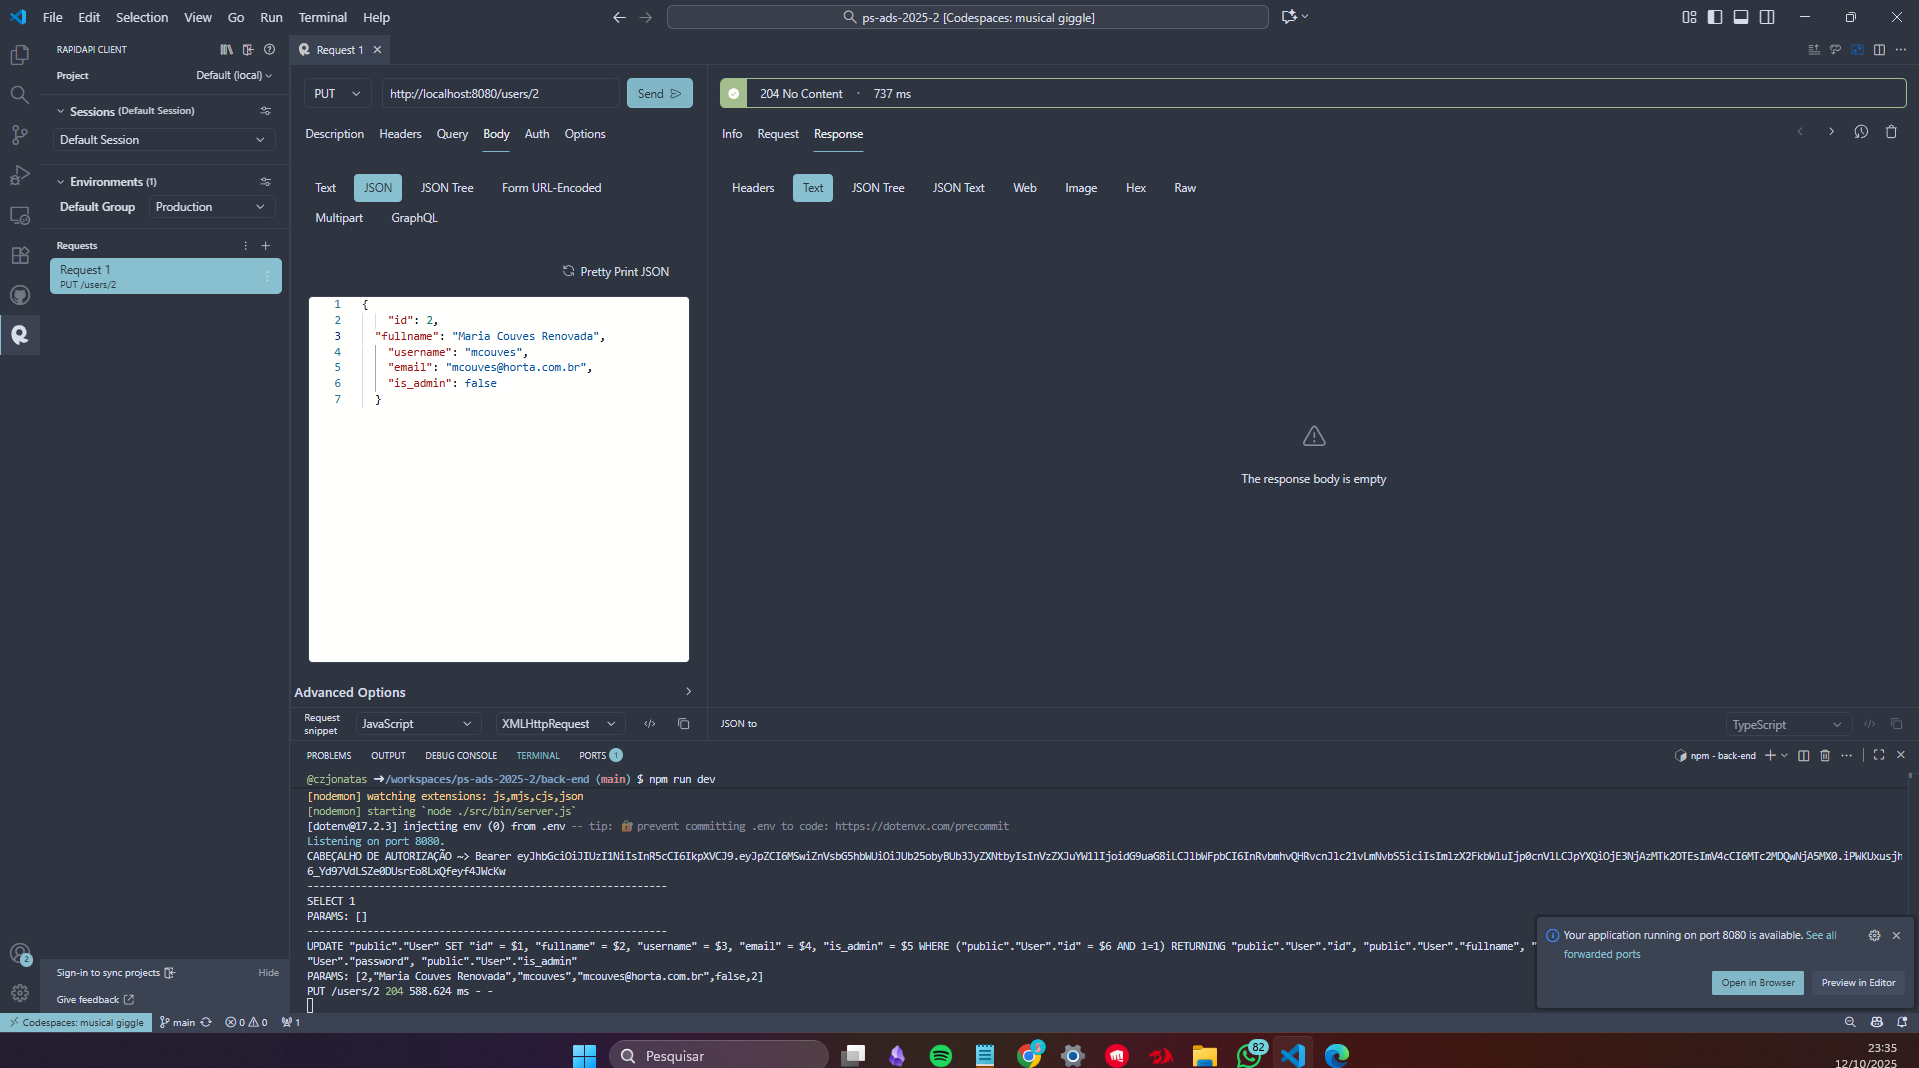 File Edit Selection View Go Run Terminal Help
ps-ads-2025-2 [Codespaces: musical giggle]
RAPIDAPI CLIENT
Project Default (local)
Sessions (Default Session)
Default Session
Environments (1)
Default Group Production
Requests
Request 1
PUT /users/2
Sign-in to sync projects Hide
Give feedback
Request 1
PUT http://localhost:8080/users/2 Send
Description Headers Query Body Auth Options
Text JSON JSON Tree Form URL-Encoded
Multipart GraphQL
Pretty Print JSON
1 {
2 "id": 2,
3 "fullname": "Maria Couves Renovada",
4 "username": "mcouves",
5 "email": "mcouves@horta.com.br",
6 "is_admin": false
7 }
Advanced Options
Request snippet JavaScript XMLHttpRequest
204 No Content · 737 ms
Info Request Response
Headers Text JSON Tree JSON Text Web Image Hex Raw
The response body is empty
JSON to TypeScript
PROBLEMS OUTPUT DEBUG CONSOLE TERMINAL PORTS 1
npm - back-end
@czjonatas ➜/workspaces/ps-ads-2025-2/back-end (main) $ npm run dev
[nodemon] watching extensions: js,mjs,cjs,json
[nodemon] starting `node ./src/bin/server.js`
[dotenv@17.2.3] injecting env (0) from .env -- tip: 🔐 prevent committing .env to code: https://dotenvx.com/precommit
Listening on port 8080.
CABEÇALHO DE AUTORIZAÇÃO ~> Bearer
------------------------------------------------------------
SELECT 1
PARAMS: []
------------------------------------------------------------
UPDATE "public"."User" SET "id" = $1, "fullname" = $2, "username" = $3, "email" = $4, "is_admin" = $5 WHERE ("public"."User"."id" = $6 AND 1=1) RETURNING "public"."User"."id", "public"."User"."fullname", "
"User"."password", "public"."User"."is_admin"
PARAMS: [2,"Maria Couves Renovada","mcouves","mcouves@horta.com.br",false,2]
PUT /users/2 204 588.624 ms - -
Your application running on port 8080 is available. See all
forwarded ports
Open in Browser Preview in Editor
2
Codespaces: musical giggle main 0 0 1
Pesquisar
82
23:35
12/10/2025